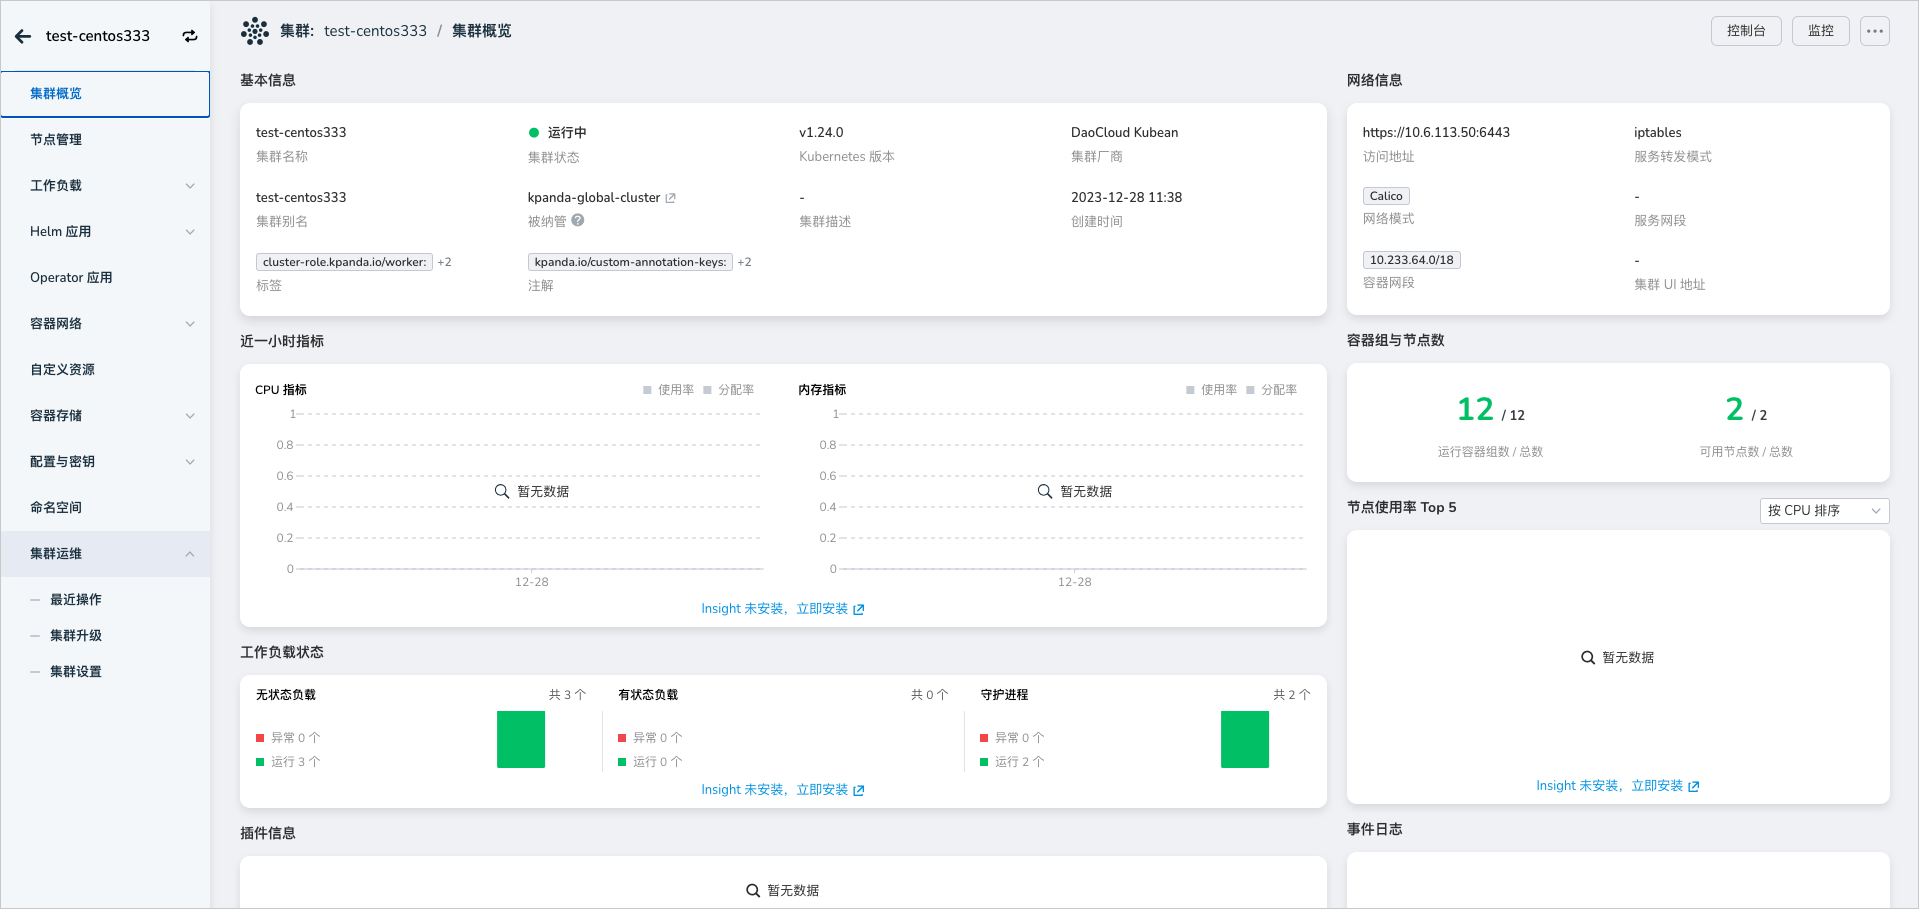 test-centos333
集群概览
节点管理
工作负载
Helm 应用
Operator 应用
容器网络
自定义资源
容器存储
配置与密钥
命名空间
集群运维
最近操作
集群升级
集群设置
集群: test-centos333 / 集群概览
控制台
监控
基本信息
test-centos333
集群名称
运行中
集群状态
v1.24.0
Kubernetes 版本
DaoCloud Kubean
集群厂商
test-centos333
集群别名
kpanda-global-cluster
被纳管
-
集群描述
2023-12-28 11:38
创建时间
cluster-role.kpanda.io/worker: +2
标签
kpanda.io/custom-annotation-keys: +2
注解
近一小时指标
CPU 指标
使用率 分配率
1
0.8
0.6
0.4
0.2
0
暂无数据
12-28
内存指标
使用率 分配率
1
0.8
0.6
0.4
0.2
0
暂无数据
12-28
Insight 未安装，立即安装
工作负载状态
无状态负载 共 3 个
异常 0 个
运行 3 个
有状态负载 共 0 个
异常 0 个
运行 0 个
守护进程 共 2 个
异常 0 个
运行 2 个
Insight 未安装，立即安装
插件信息
暂无数据
网络信息
https://10.6.113.50:6443
访问地址
iptables
服务转发模式
Calico
网络模式
-
服务网段
10.233.64.0/18
容器网段
-
集群 UI 地址
容器组与节点数
12 / 12
运行容器组数 / 总数
2 / 2
可用节点数 / 总数
节点使用率 Top 5
按 CPU 排序
暂无数据
Insight 未安装，立即安装
事件日志